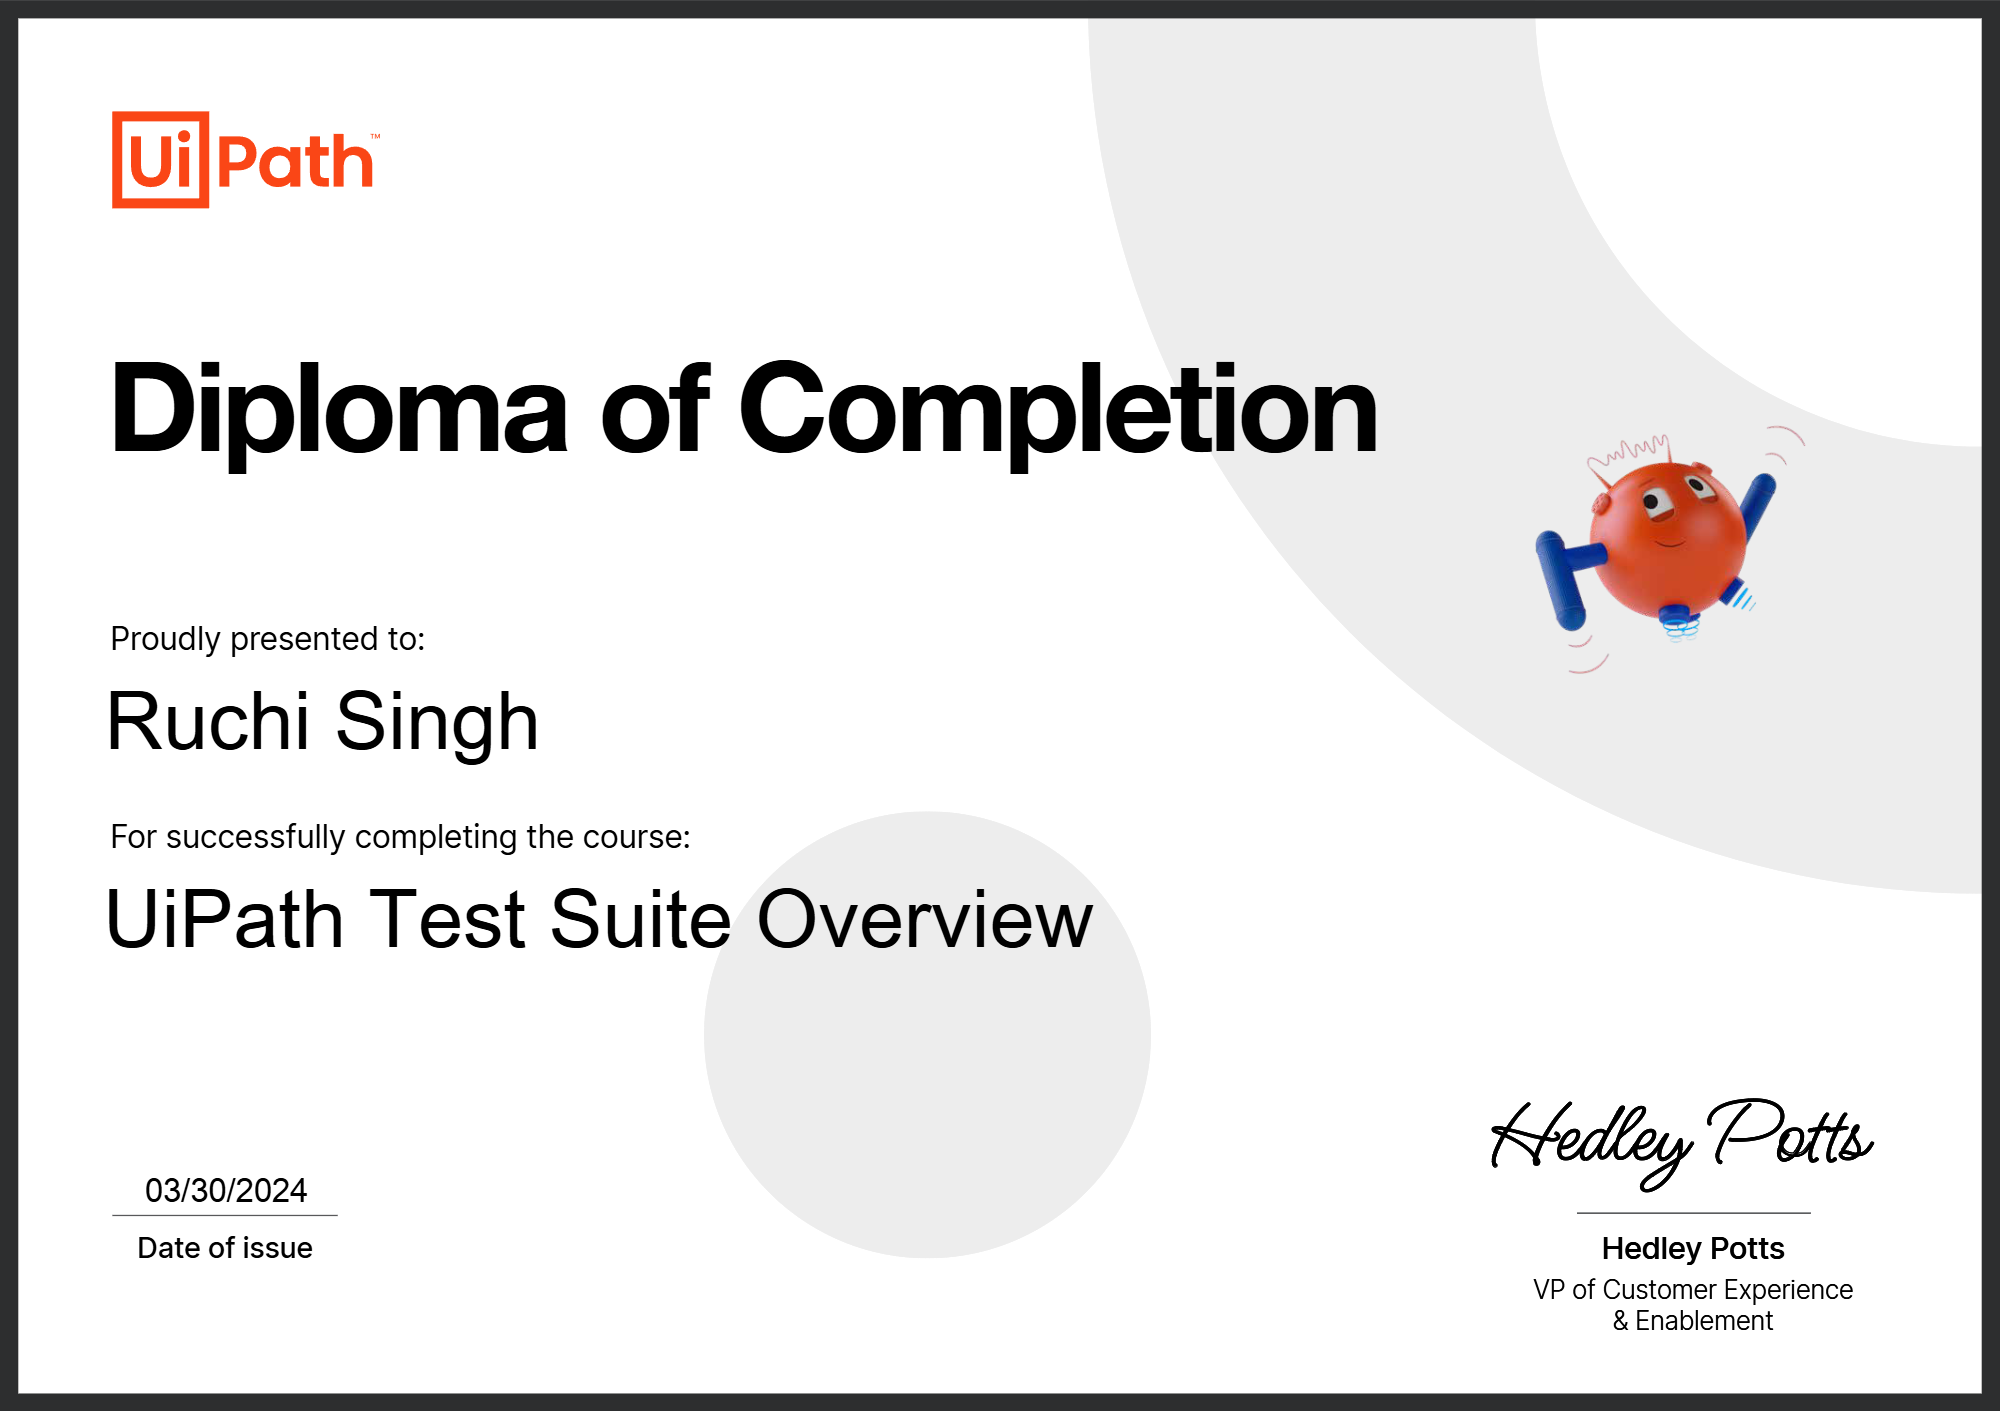 UiPath™
Diploma of Completion
Proudly presented to:
Ruchi Singh
For successfully completing the course:
UiPath Test Suite Overview
03/30/2024
Date of issue
Hedley Potts
Hedley Potts
VP of Customer Experience
& Enablement